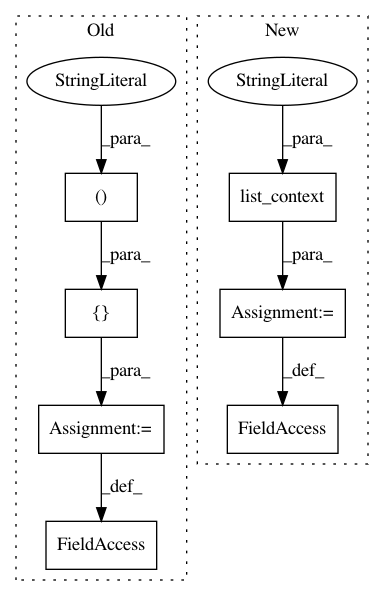 Old
New
StringLiteral
StringLiteral
_para_
_para_
()
list_context
_para_
_para_
{}
Assignment:=
_para_
_def_
Assignment:=
FieldAccess
_def_
FieldAccess